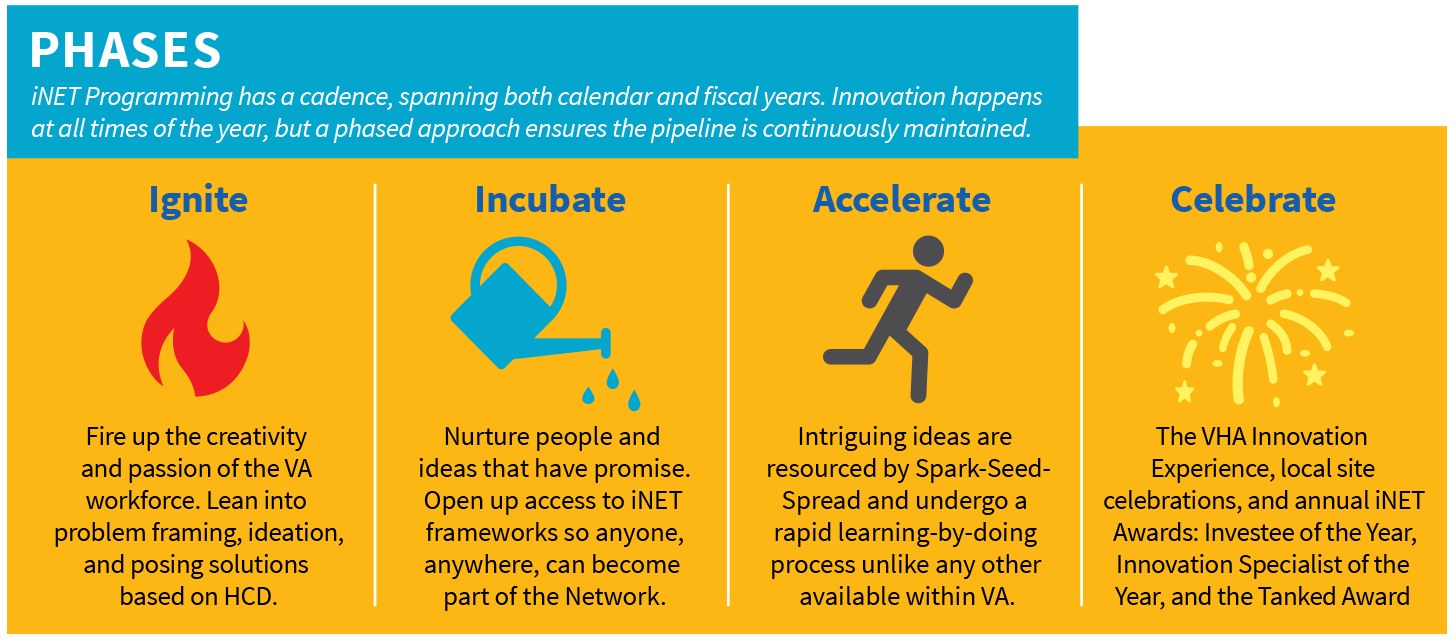 PHASES
iNET Programming has a cadence, spanning both calendar and fiscal years. Innovation happens
at all times of the year, but a phased approach ensures the pipeline is continuously maintained.
Ignite
Fire up the creativity
and passion of the VA
workforce. Lean into
problem framing, ideation,
and posing solutions
based on HCD.
Incubate
Nurture people and
ideas that have promise.
Open up access to iNET
frameworks so anyone,
anywhere, can become
part of the Network.
Accelerate
Intriguing ideas are
resourced by Spark-Seed-
Spread and undergo a
rapid learning-by-doing
process unlike any other
available within VA.
Celebrate
The VHA Innovation
Experience, local site
celebrations, and annual iNET
Awards: Investee of the Year,
Innovation Specialist of the
Year, and the Tanked Award